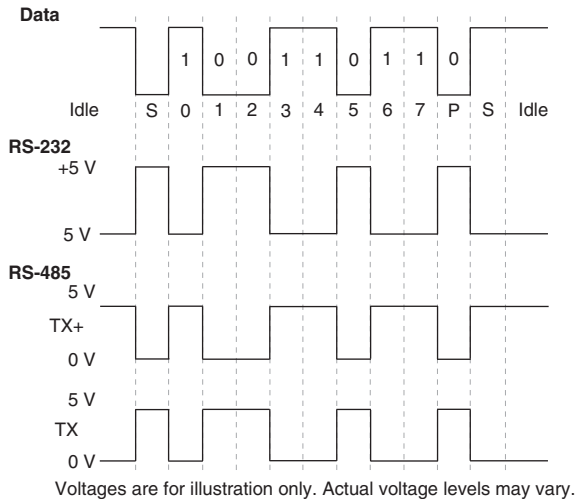 Data
1 0 0 1 1 0 1 1 0
Idle S 0 1 2 3 4 5 6 7 P S Idle
RS-232
+5 V
5 V
RS-485
5 V
TX+
0 V
5 V
TX
0 V
Voltages are for illustration only. Actual voltage levels may vary.